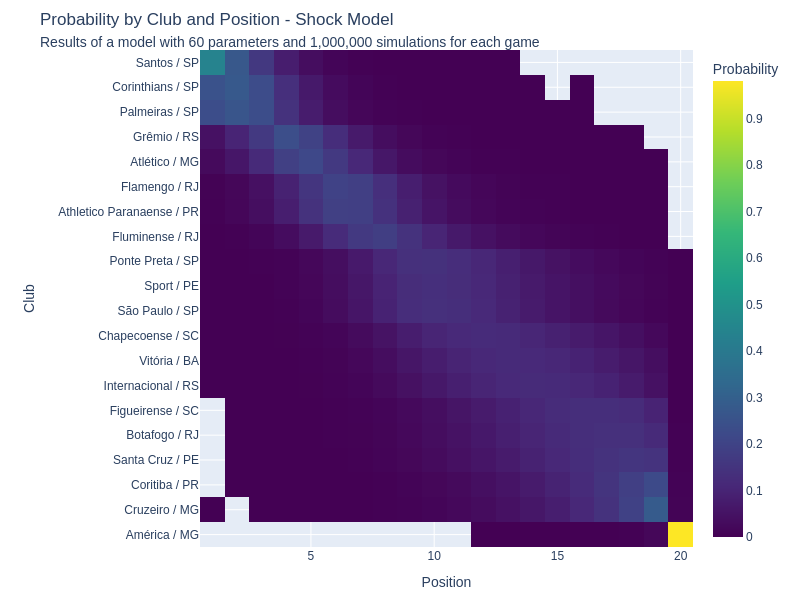 Probability by Club and Position - Shock Model
Results of a model with 60 parameters and 1,000,000 simulations for each game
Probability
Club
Santos / SP
Corinthians / SP
Palmeiras / SP
Grêmio / RS
Atlético / MG
Flamengo / RJ
Athletico Paranaense / PR
Fluminense / RJ
Ponte Preta / SP
Sport / PE
São Paulo / SP
Chapecoense / SC
Vitória / BA
Internacional / RS
Figueirense / SC
Botafogo / RJ
Santa Cruz / PE
Coritiba / PR
Cruzeiro / MG
América / MG
0.9
0.8
0.7
0.6
0.5
0.4
0.3
0.2
0.1
0
5 10 15 20
Position